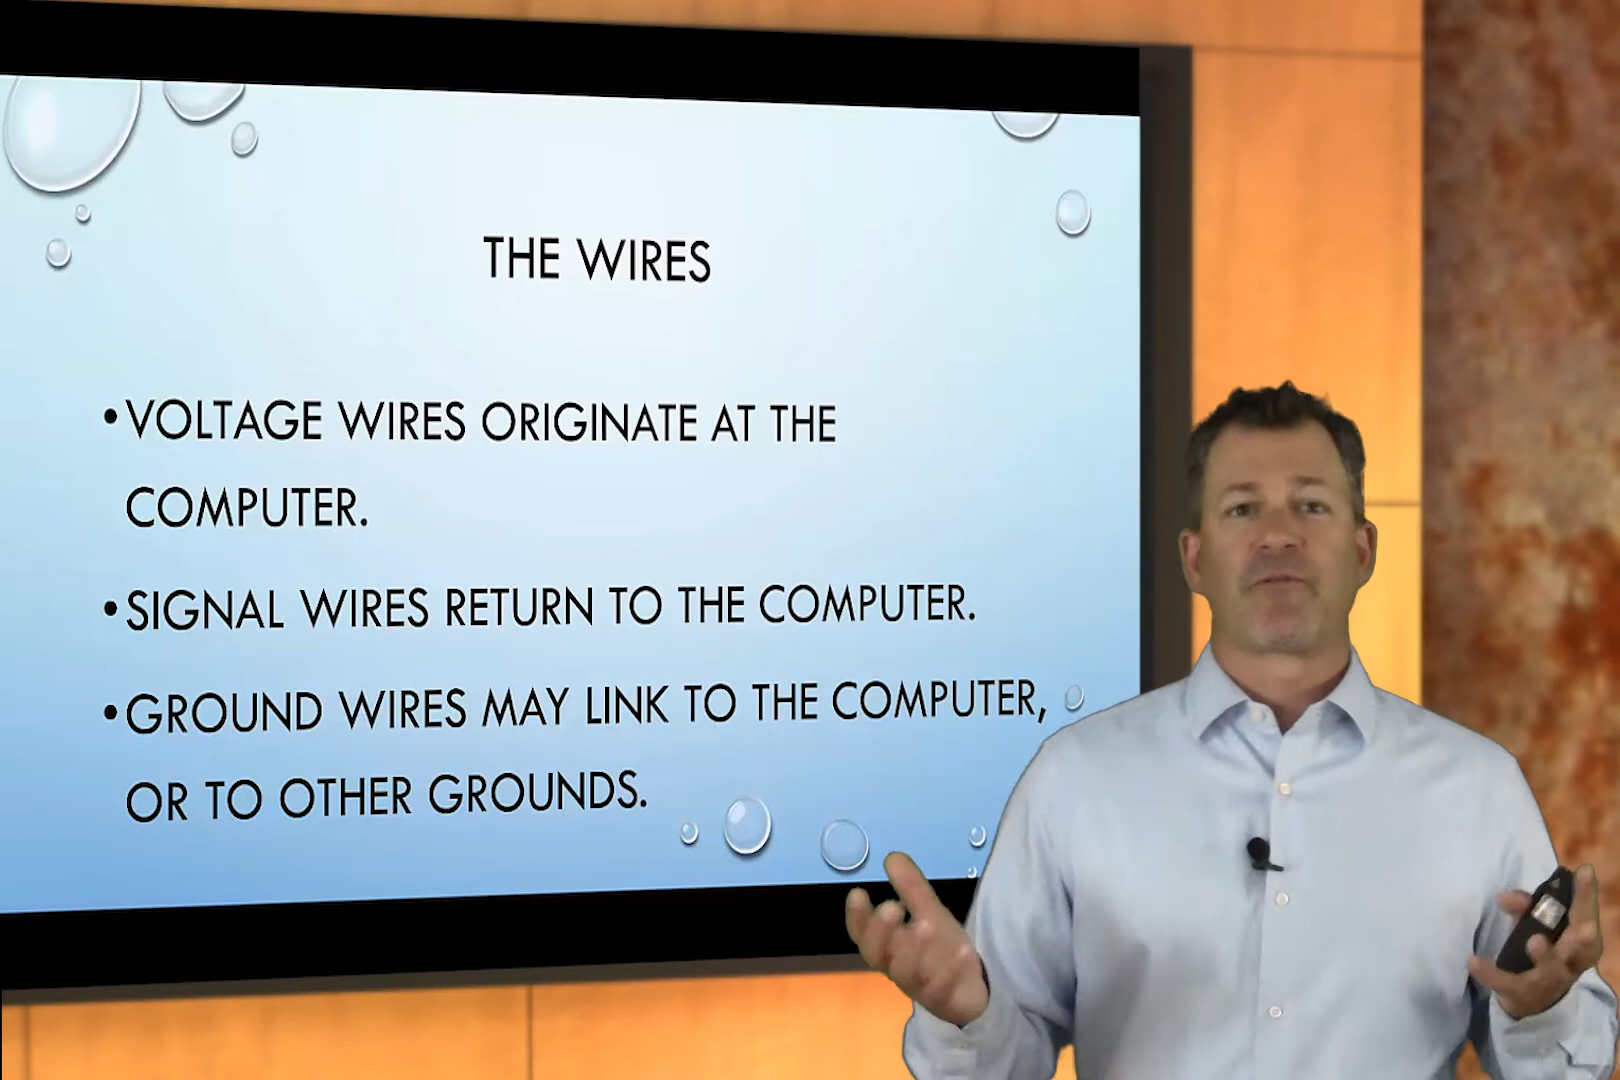 THE WIRES
•VOLTAGE WIRES ORIGINATE AT THE
COMPUTER.
•SIGNAL WIRES RETURN TO THE COMPUTER.
•GROUND WIRES MAY LINK TO THE COMPUTER,
OR TO OTHER GROUNDS.